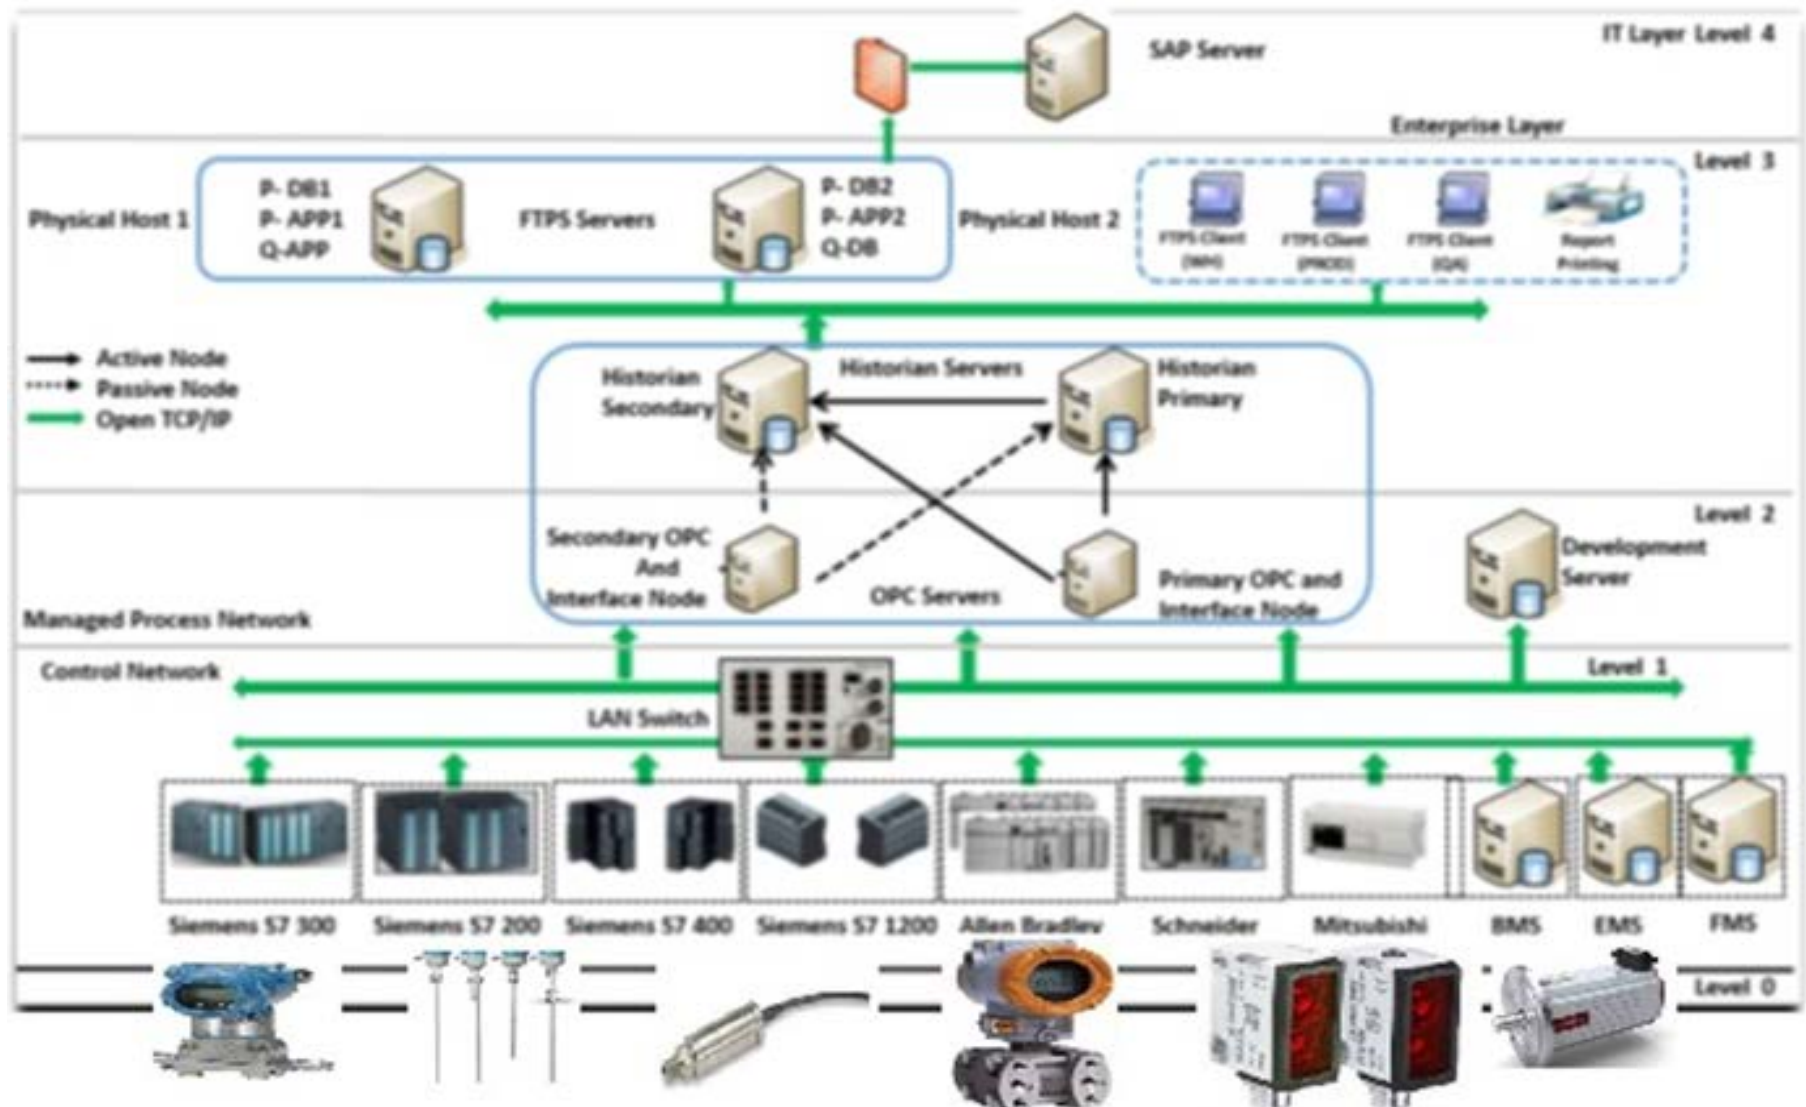 IT Layer Level 4
SAP Server
Enterprise Layer
Level 3
Physical Host 1
P- DB1
P- APP1
Q-APP
FTPS Servers
P- DB2
P- APP2
Q-DB
Physical Host 2
FTPS Client
(WH)
FTPS Client
(PROD)
FTPS Client
(QA)
Report
Printing
Active Node
Passive Node
Open TCP/IP
Historian
Secondary
Historian Servers
Historian
Primary
Level 2
Secondary OPC
And
Interface Node
OPC Servers
Primary OPC and
Interface Node
Development
Server
Managed Process Network
Control Network
Level 1
LAN Switch
Siemens S7 300
Siemens S7 200
Siemens S7 400
Siemens S7 1200
Allen Bradley
Schneider
Mitsubishi
BMS
EMS
FMS
Level 0